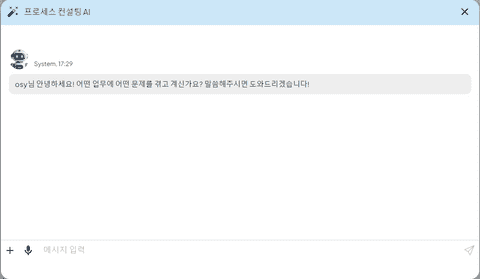 프로세스 컨설팅 AI
System, 17:29
osy님 안녕하세요! 어떤 업무에 어떤 문제를 겪고 계신가요? 말씀해주시면 도와드리겠습니다!
메시지 입력